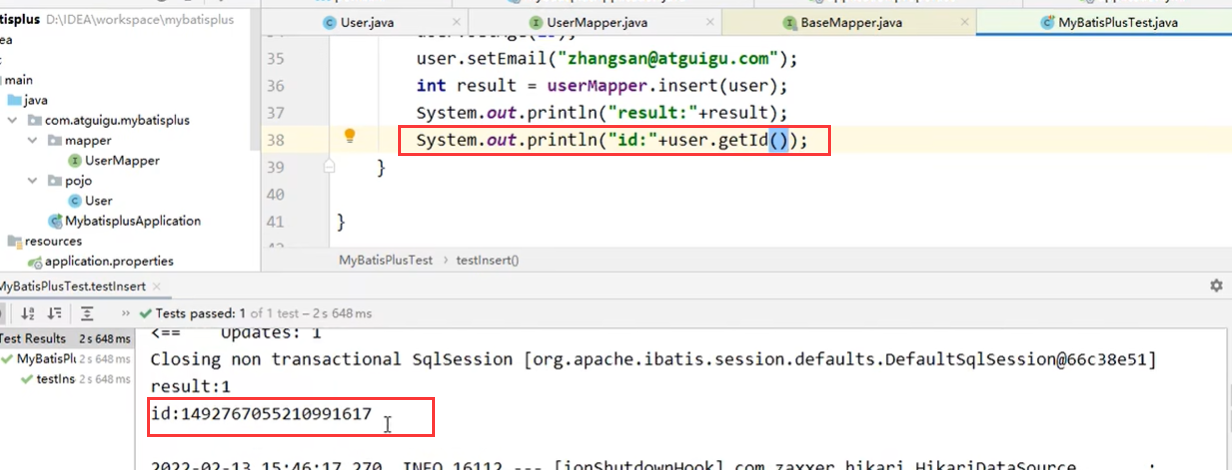 tisplus D:\IDEA\workspace\mybatisplus
ea
main
java
com.atguigu.mybatisplus
mapper
UserMapper
pojo
User
MybatisplusApplication
resources
application.properties
User.java
UserMapper.java
BaseMapper.java
MyBatisPlusTest.java
35 user.setEmail("zhangsan@atguigu.com");
36 int result = userMapper.insert(user);
37 System.out.println("result:"+result);
38 System.out.println("id:"+user.getId());
39 }
40
41 }
MyBatisPlusTest > testInsert()
MyBatisPlusTest.testInsert
Tests passed: 1 of 1 test – 2 s 648 ms
Test Results 2 s 648 ms
MyBatisPlu 2 s 648 ms
testIns 2 s 648 ms
<== Updates: 1
Closing non transactional SqlSession [org.apache.ibatis.session.defaults.DefaultSqlSession@66c38e51]
result:1
id:1492767055210991617
2022-02-13 15:46:17.270 INFO 16112 --- [ionShutdownHook] com.zaxxer.hikari.HikariDataSource :